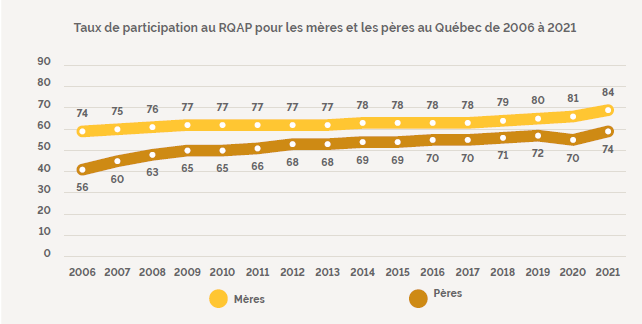 Taux de participation au RQAP pour les mères et les pères au Québec de 2006 à 2021
90
80
70
60
50
40
30
20
10
0
74 75 76 77 77 77 77 77 78 78 78 78 79 80 81 84
56 60 63 65 65 66 68 68 69 69 70 70 71 72 70 74
2006 2007 2008 2009 2010 2011 2012 2013 2014 2015 2016 2017 2018 2019 2020 2021
Mères Pères